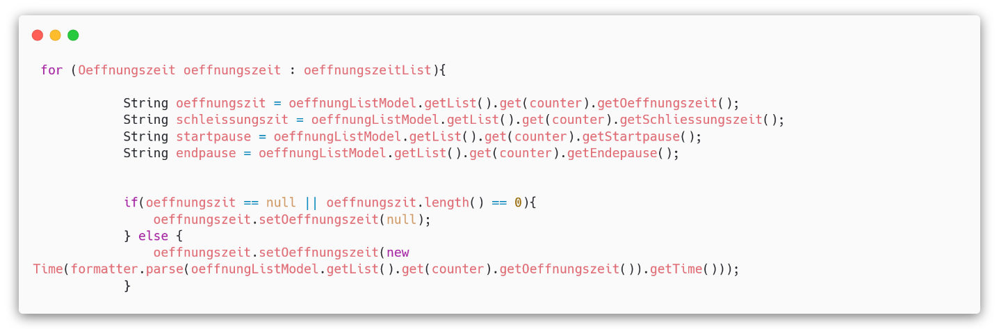 for (Oeffnungszeit oeffnungszeit : oeffnungszeitList){
String oeffnungszit = oeffnungListModel.getList().get(counter).getOeffnungszeit();
String schleissungszit = oeffnungListModel.getList().get(counter).getSchliessungszeit();
String startpause = oeffnungListModel.getList().get(counter).getStartpause();
String endpause = oeffnungListModel.getList().get(counter).getEndepause();
if(oeffnungszit == null || oeffnungszit.length() == 0){
oeffnungszeit.setOeffnungszeit(null);
} else {
oeffnungszeit.setOeffnungszeit(new
Time(formatter.parse(oeffnungListModel.getList().get(counter).getOeffnungszeit()).getTime()));
}